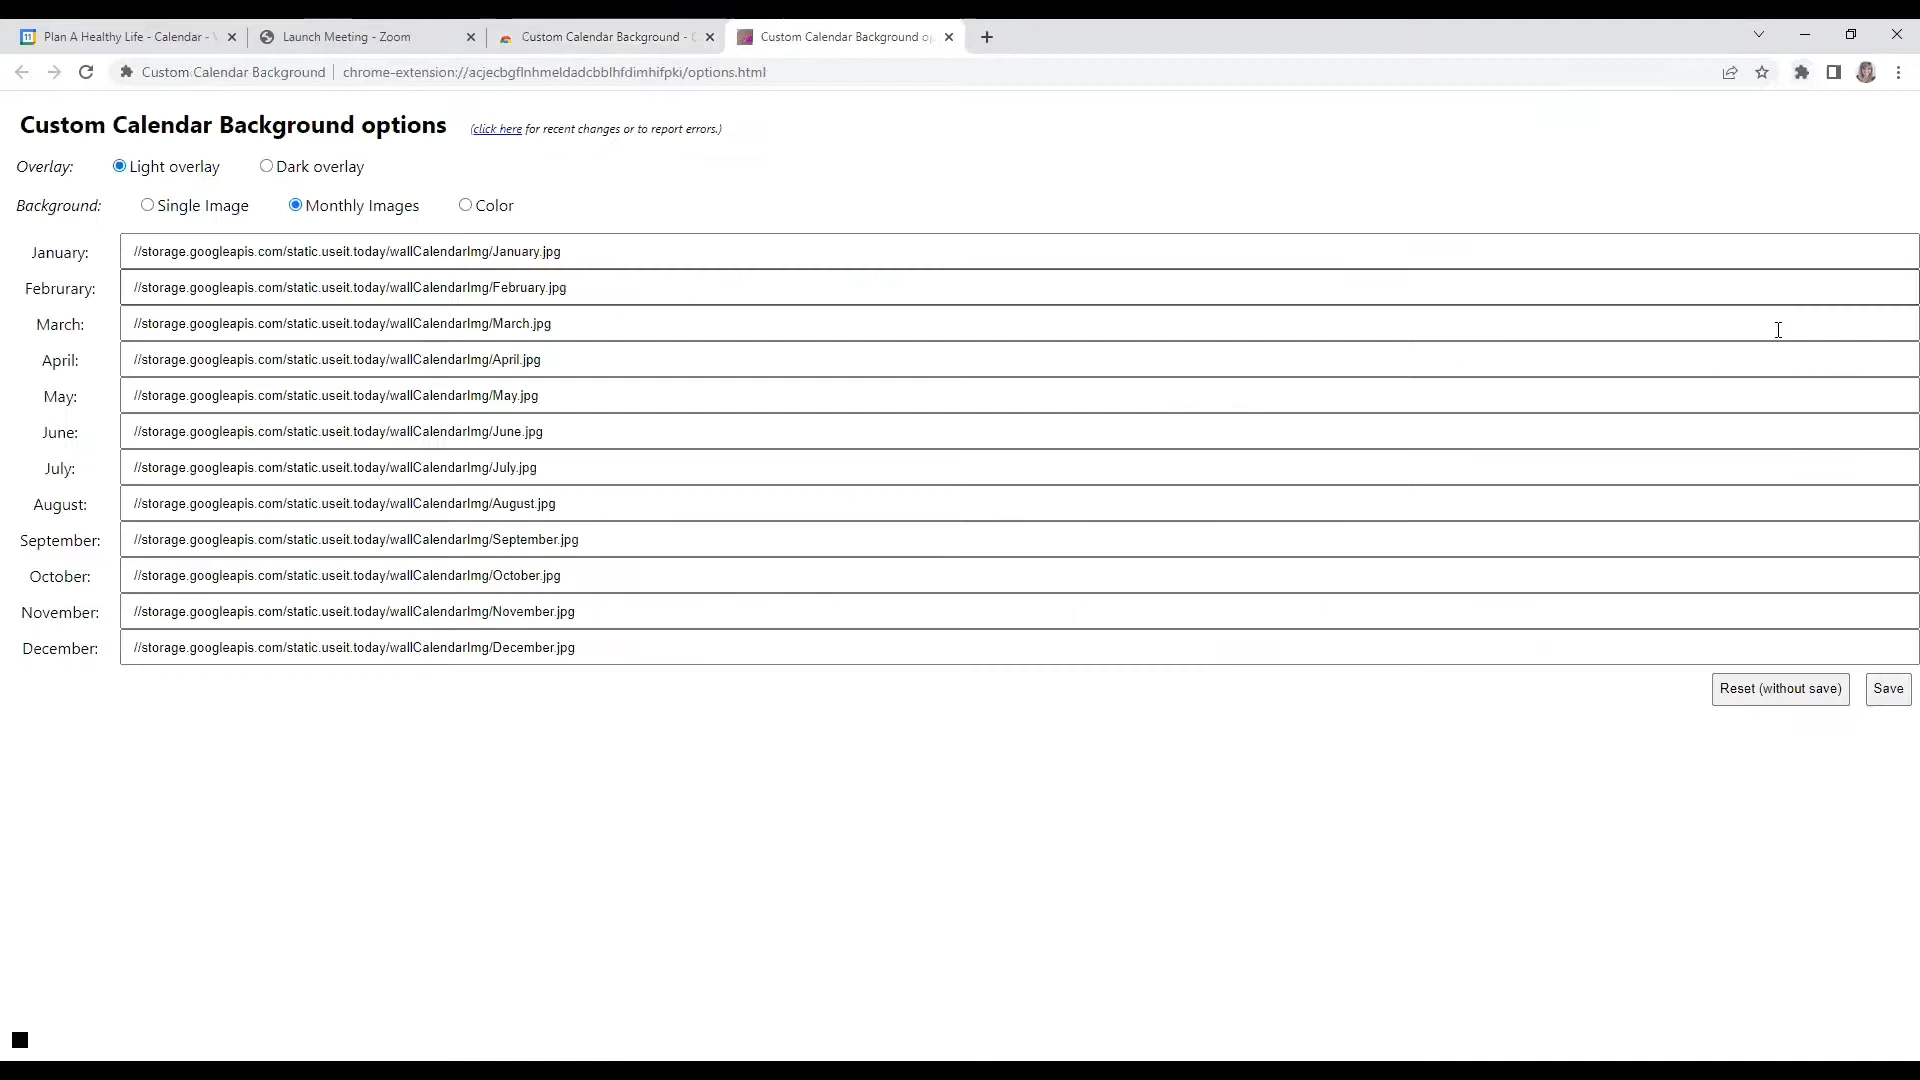 Plan A Healthy Life - Calendar -
Launch Meeting - Zoom
Custom Calendar Background -
Custom Calendar Background
Custom Calendar Background | chrome-extension://acjecbgflnhmeldadcbblhfdimhifpki/options.html
Custom Calendar Background options (click here for recent changes or to report errors.)
Overlay: Light overlay Dark overlay
Background: Single Image Monthly Images Color
January: //storage.googleapis.com/static.useit.today/wallCalendarImg/January.jpg
Februrary: //storage.googleapis.com/static.useit.today/wallCalendarImg/February.jpg
March: //storage.googleapis.com/static.useit.today/wallCalendarImg/March.jpg
April: //storage.googleapis.com/static.useit.today/wallCalendarImg/April.jpg
May: //storage.googleapis.com/static.useit.today/wallCalendarImg/May.jpg
June: //storage.googleapis.com/static.useit.today/wallCalendarImg/June.jpg
July: //storage.googleapis.com/static.useit.today/wallCalendarImg/July.jpg
August: //storage.googleapis.com/static.useit.today/wallCalendarImg/August.jpg
September: //storage.googleapis.com/static.useit.today/wallCalendarImg/September.jpg
October: //storage.googleapis.com/static.useit.today/wallCalendarImg/October.jpg
November: //storage.googleapis.com/static.useit.today/wallCalendarImg/November.jpg
December: //storage.googleapis.com/static.useit.today/wallCalendarImg/December.jpg
Reset (without save) Save